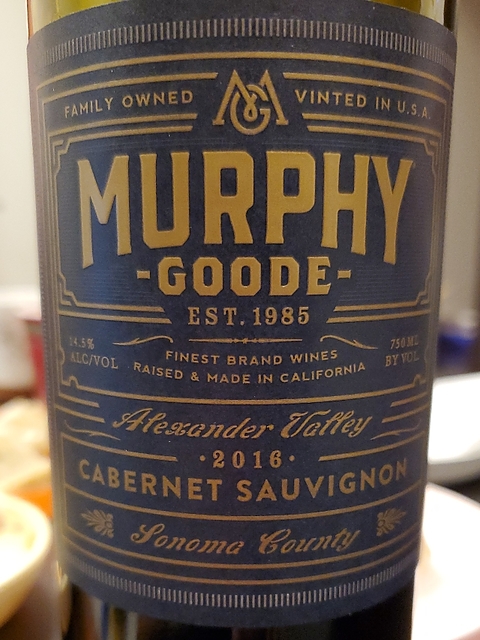 FAMILY OWNED MG VINTED IN U.S.A.
MURPHY
-GOODE-
EST. 1985
14.5% ALC/VOL
FINEST BRAND WINES
RAISED & MADE IN CALIFORNIA
750 ML BY VOL.
Alexander Valley
·2016·
CABERNET SAUVIGNON
Sonoma County